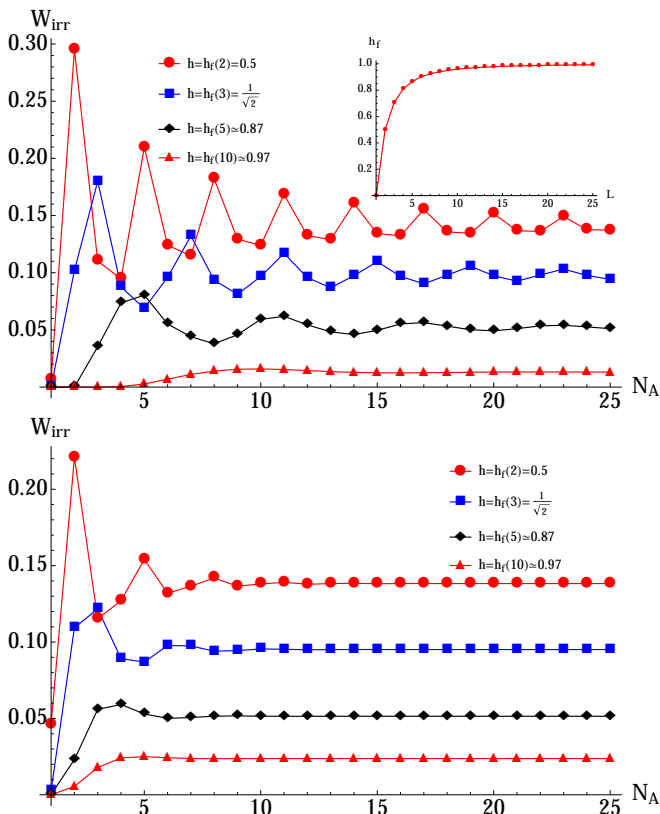 W_irr
0.30
0.25
0.20
0.15
0.10
0.05
5 10 15 20 25 N_A
h=h_f(2)=0.5
h=h_f(3)=1/√2
h=h_f(5)≃0.87
h=h_f(10)≃0.97
h_f
1.0
0.8
0.6
0.4
0.2
5 10 15 20 25 L
W_irr
0.20
0.15
0.10
0.05
5 10 15 20 25 N_A
h=h_f(2)=0.5
h=h_f(3)=1/√2
h=h_f(5)≃0.87
h=h_f(10)≃0.97